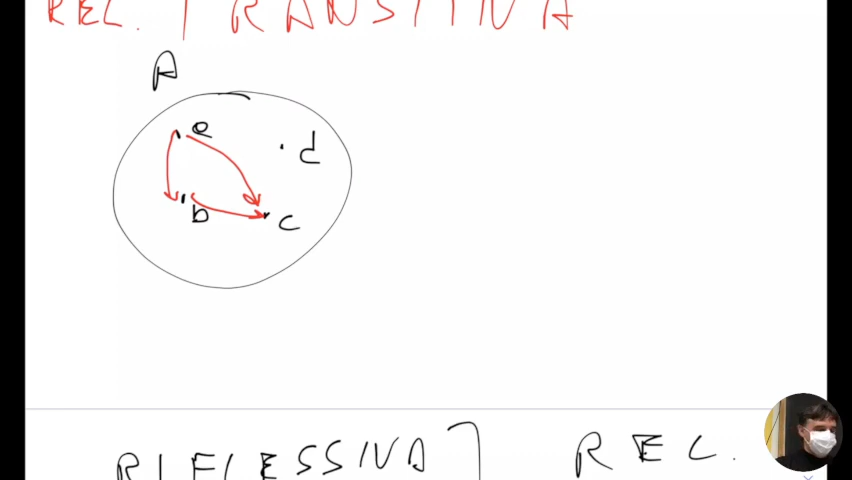 REL. TRANSITIVA
A
a
d
b
c
RIFLESSIVA] REL.